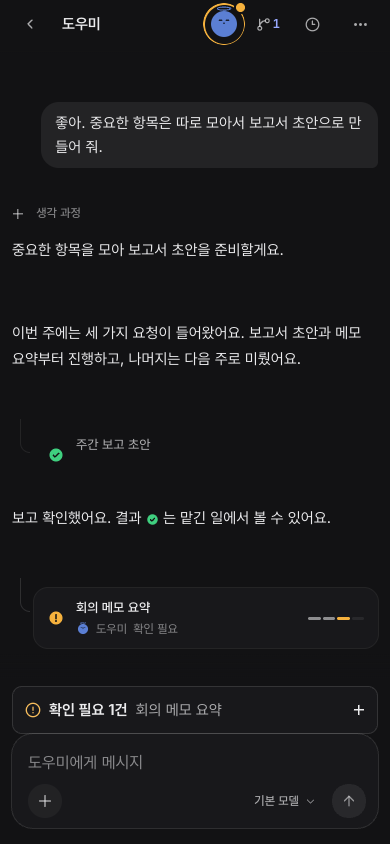 도우미
1
좋아. 중요한 항목은 따로 모아서 보고서 초안으로 만
들어 줘.
생각 과정
중요한 항목을 모아 보고서 초안을 준비할게요.
이번 주에는 세 가지 요청이 들어왔어요. 보고서 초안과 메모
요약부터 진행하고, 나머지는 다음 주로 미뤘어요.
주간 보고 초안
보고 확인했어요. 결과 는 맡긴 일에서 볼 수 있어요.
회의 메모 요약
도우미 확인 필요
확인 필요 1건 회의 메모 요약
도우미에게 메시지
기본 모델